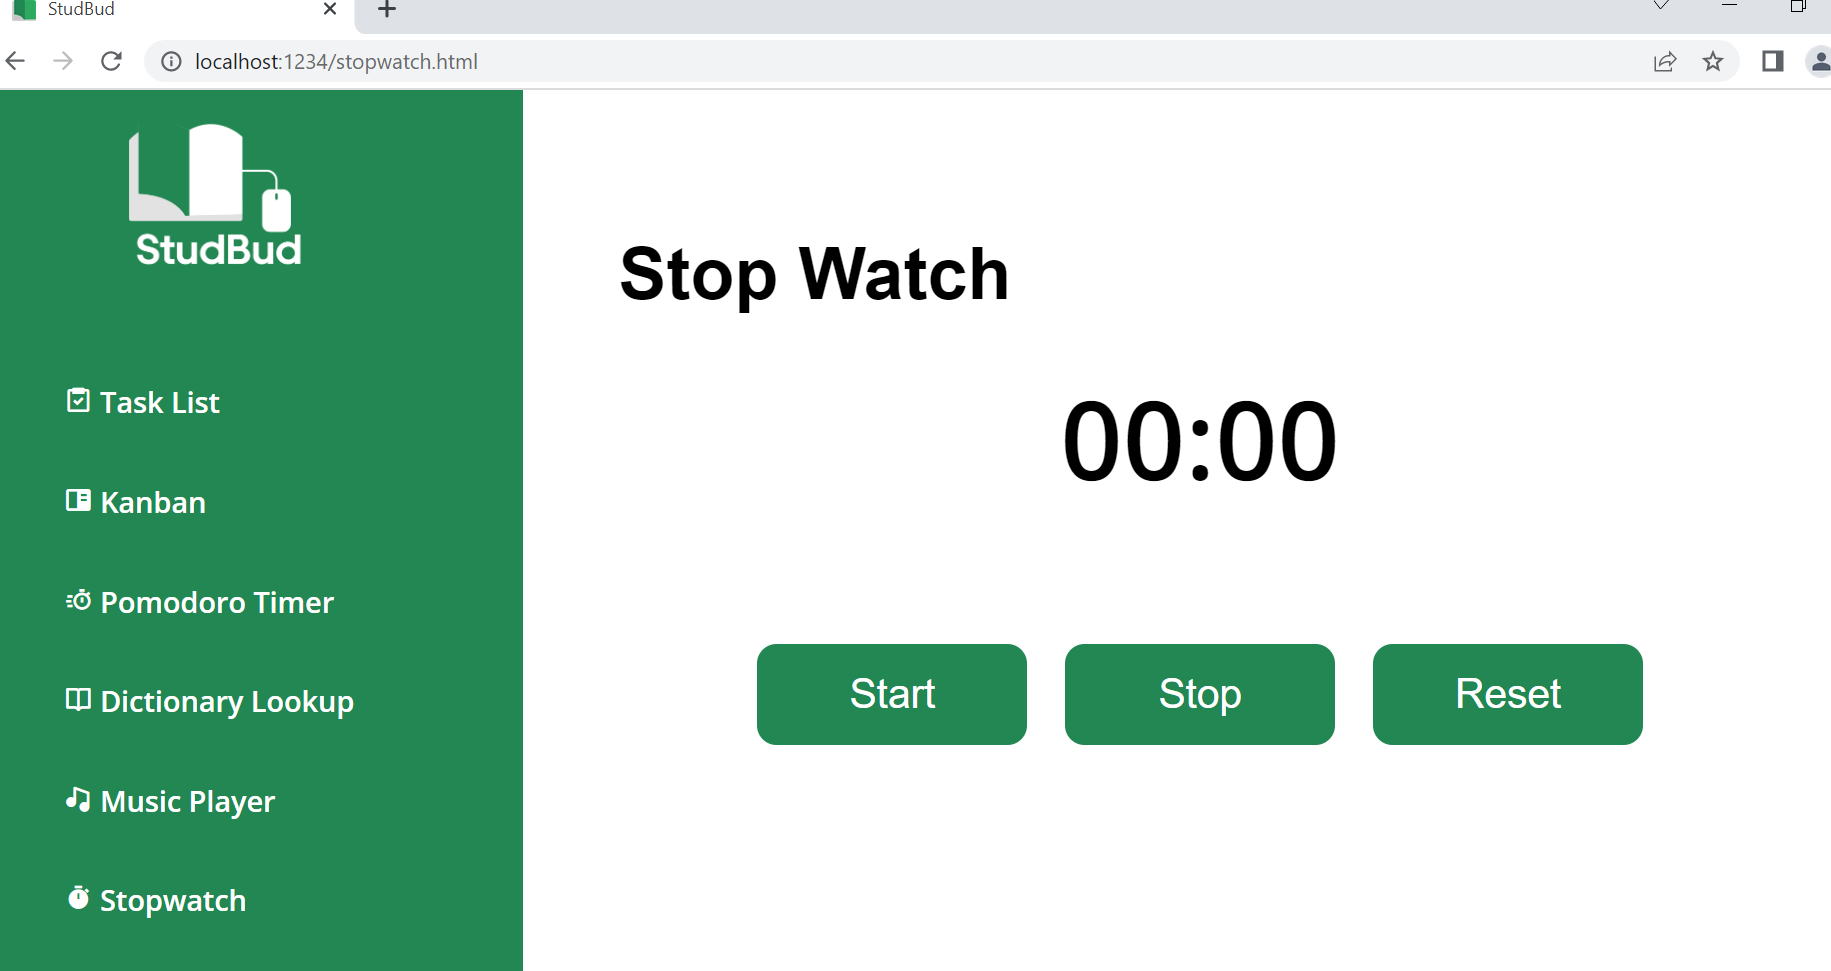 StudBud
localhost:1234/stopwatch.html
StudBud
Task List
Kanban
Pomodoro Timer
Dictionary Lookup
Music Player
Stopwatch
Stop Watch
00:00
Start
Stop
Reset